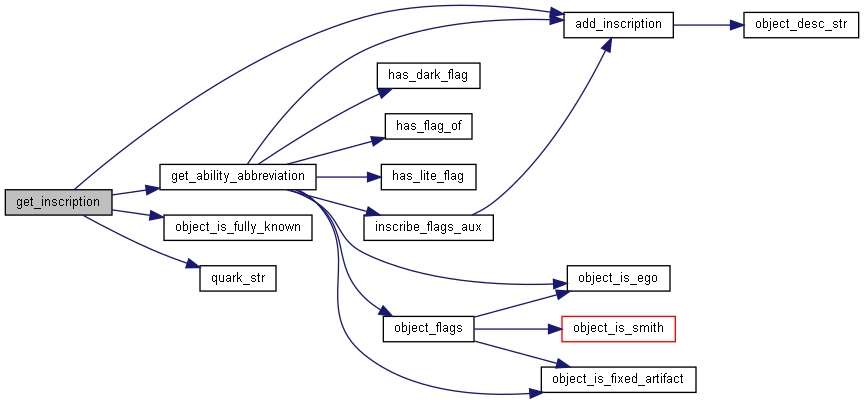 add_inscription
object_desc_str
has_dark_flag
has_flag_of
get_ability_abbreviation
has_lite_flag
get_inscription
object_is_fully_known
inscribe_flags_aux
quark_str
object_is_ego
object_flags
object_is_smith
object_is_fixed_artifact